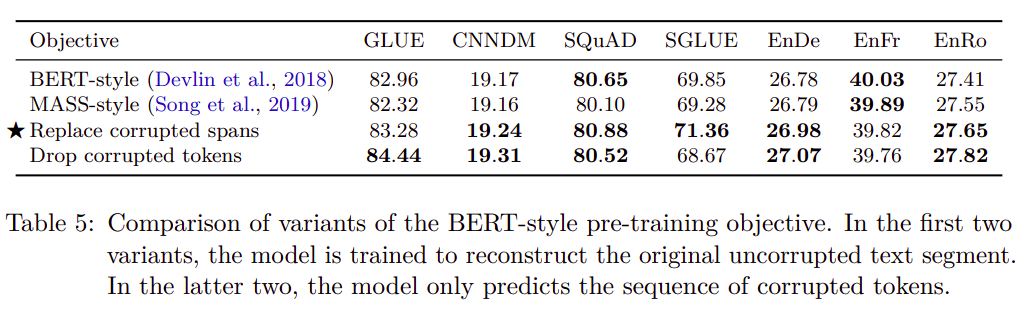 Objective GLUE CNNDM SQuAD SGLUE EnDe EnFr EnRo
BERT-style (Devlin et al., 2018) 82.96 19.17 80.65 69.85 26.78 40.03 27.41
MASS-style (Song et al., 2019) 82.32 19.16 80.10 69.28 26.79 39.89 27.55
★ Replace corrupted spans 83.28 19.24 80.88 71.36 26.98 39.82 27.65
Drop corrupted tokens 84.44 19.31 80.52 68.67 27.07 39.76 27.82
Table 5: Comparison of variants of the BERT-style pre-training objective. In the first two
variants, the model is trained to reconstruct the original uncorrupted text segment.
In the latter two, the model only predicts the sequence of corrupted tokens.